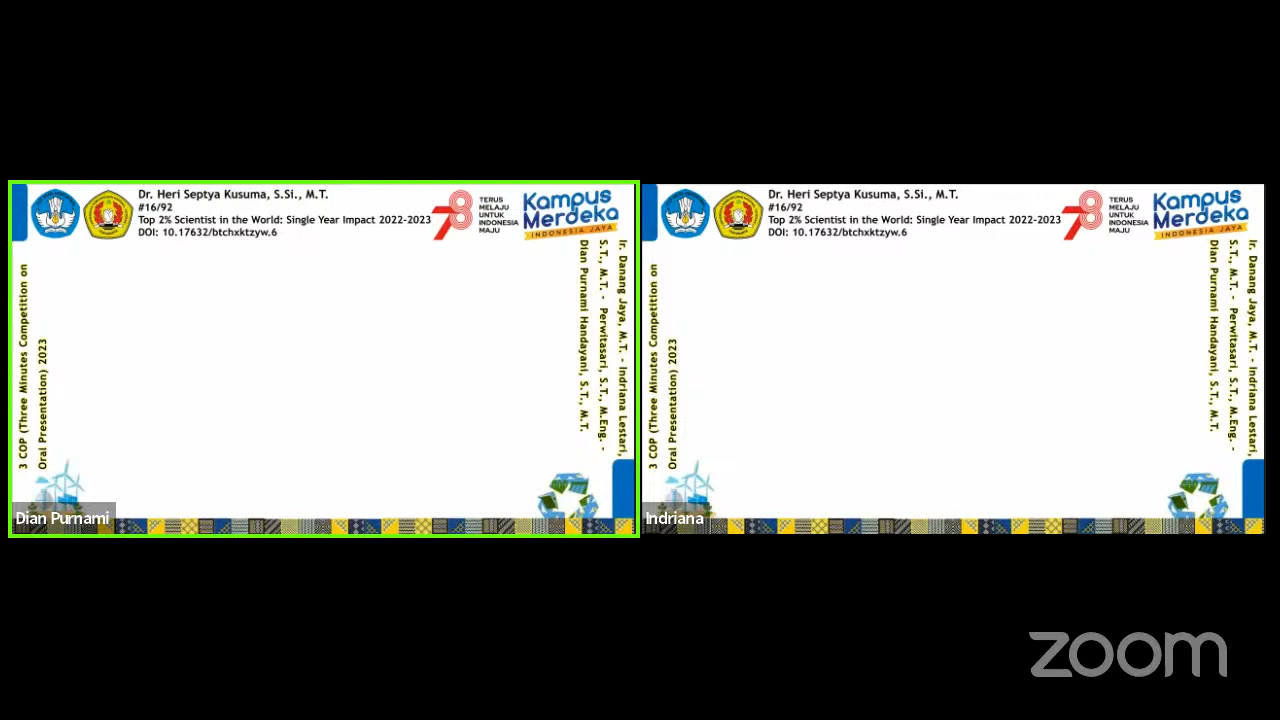 Dr. Heri Septya Kusuma, S.Si., M.T.
#16/92
Top 2% Scientist in the World: Single Year Impact 2022-2023
DOI: 10.17632/btchxktzyw.6
78
TERUS
MELAJU
UNTUK
INDONESIA
MAJU
Kampus
Merdeka
INDONESIA JAYA
3 COP (Three Minutes Competition on
Oral Presentation) 2023
Ir. Danang Jaya, M.T. - Indriana Lestari,
S.T., M.T. - Perwitasari, S.T., M.Eng. -
Dian Purnami Handayani, S.T., M.T.
Dian Purnami
Dr. Heri Septya Kusuma, S.Si., M.T.
#16/92
Top 2% Scientist in the World: Single Year Impact 2022-2023
DOI: 10.17632/btchxktzyw.6
78
TERUS
MELAJU
UNTUK
INDONESIA
MAJU
Kampus
Merdeka
INDONESIA JAYA
3 COP (Three Minutes Competition on
Oral Presentation) 2023
Ir. Danang Jaya, M.T. - Indriana Lestari,
S.T., M.T. - Perwitasari, S.T., M.Eng. -
Dian Purnami Handayani, S.T., M.T.
Indriana
zoom